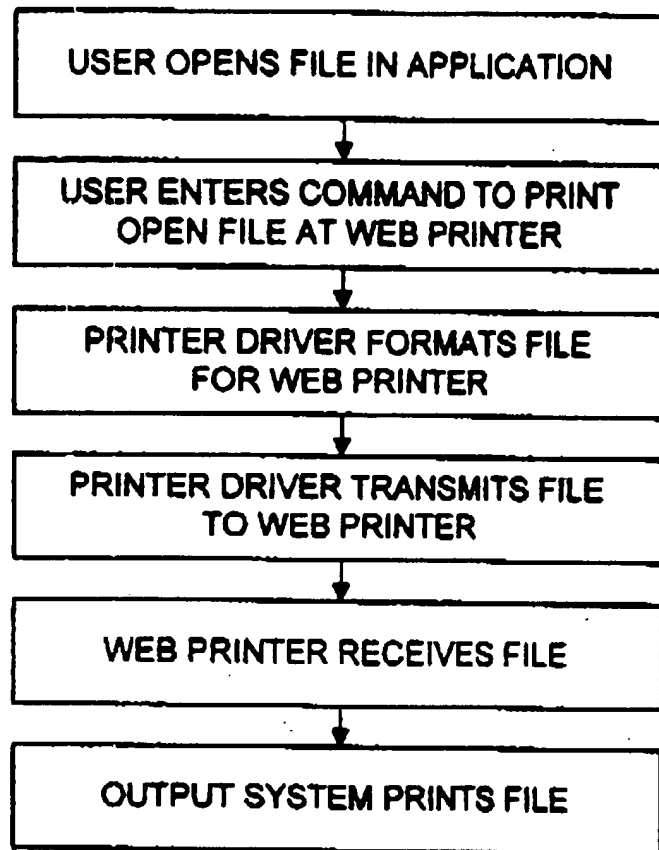 USER OPENS FILE IN APPLICATION
USER ENTERS COMMAND TO PRINT
OPEN FILE AT WEB PRINTER
PRINTER DRIVER FORMATS FILE
FOR WEB PRINTER
PRINTER DRIVER TRANSMITS FILE
TO WEB PRINTER
WEB PRINTER RECEIVES FILE
OUTPUT SYSTEM PRINTS FILE